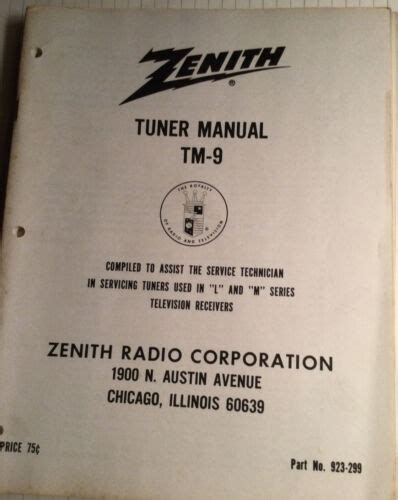 ZENITH
®
TUNER MANUAL
TM-9
THE ROYALTY
OF RADIO AND TELEVISION
®
COMPILED TO ASSIST THE SERVICE TECHNICIAN
IN SERVICING TUNERS USED IN "L" AND "M" SERIES
TELEVISION RECEIVERS
ZENITH RADIO CORPORATION
1900 N. AUSTIN AVENUE
CHICAGO, ILLINOIS 60639
PRICE 75¢
Part No. 923-299